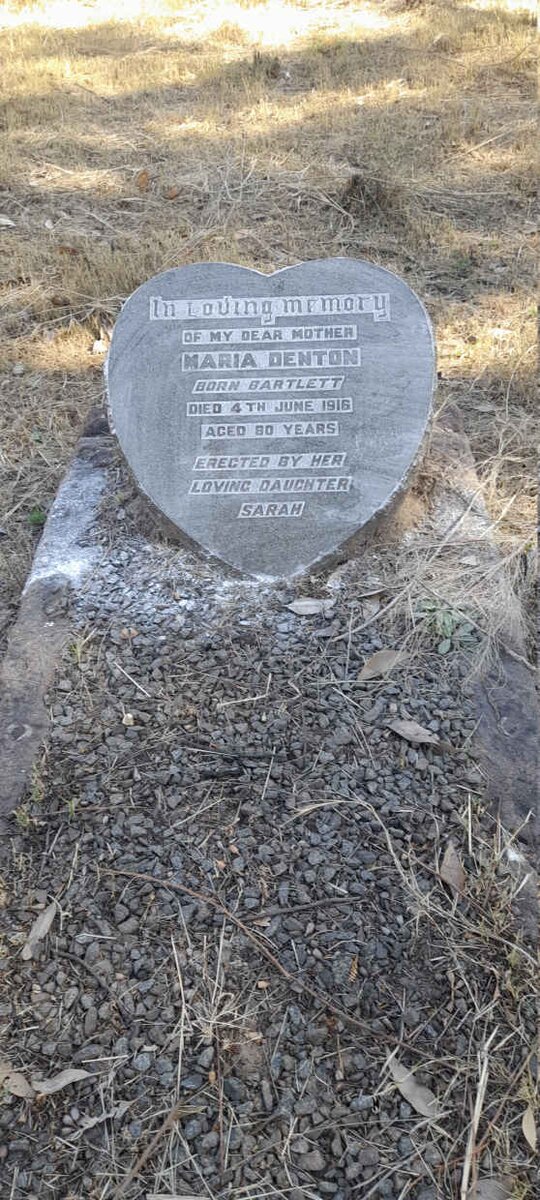 In Loving memory
OF MY DEAR MOTHER
MARIA DENTON
BORN BARTLETT
DIED 4TH JUNE 1916
AGED 80 YEARS
ERECTED BY HER
LOVING DAUGHTER
SARAH